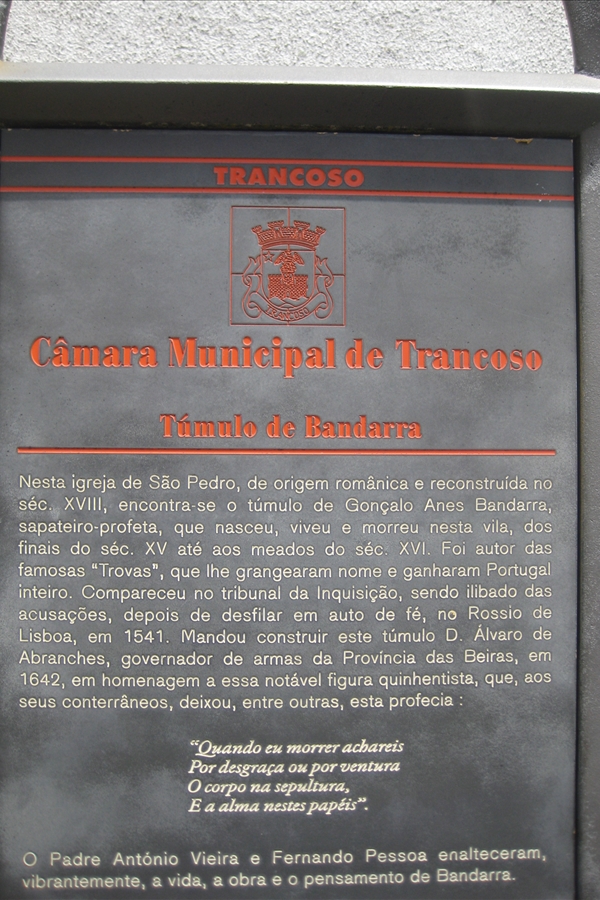 TRANCOSO
TRANCOSO
Câmara Municipal de Trancoso
Túmulo de Bandarra
Nesta igreja de São Pedro, de origem românica e reconstruída no
séc. XVIII, encontra-se o túmulo de Gonçalo Anes Bandarra,
sapateiro-profeta, que nasceu, viveu e morreu nesta vila, dos
finais do séc. XV até aos meados do séc. XVI. Foi autor das
famosas "Trovas", que lhe grangearam nome e ganharam Portugal
inteiro. Compareceu no tribunal da Inquisição, sendo ilibado das
acusações, depois de desfilar em auto de fé, no Rossio de
Lisboa, em 1541. Mandou construir este túmulo D. Álvaro de
Abranches, governador de armas da Província das Beiras, em
1642, em homenagem a essa notável figura quinhentista, que, aos
seus conterrâneos, deixou, entre outras, esta profecia :
"Quando eu morrer achareis
Por desgraça ou por ventura
O corpo na sepultura,
E a alma nestes papéis".
O Padre António Vieira e Fernando Pessoa enalteceram,
vibrantemente, a vida, a obra e o pensamento de Bandarra.